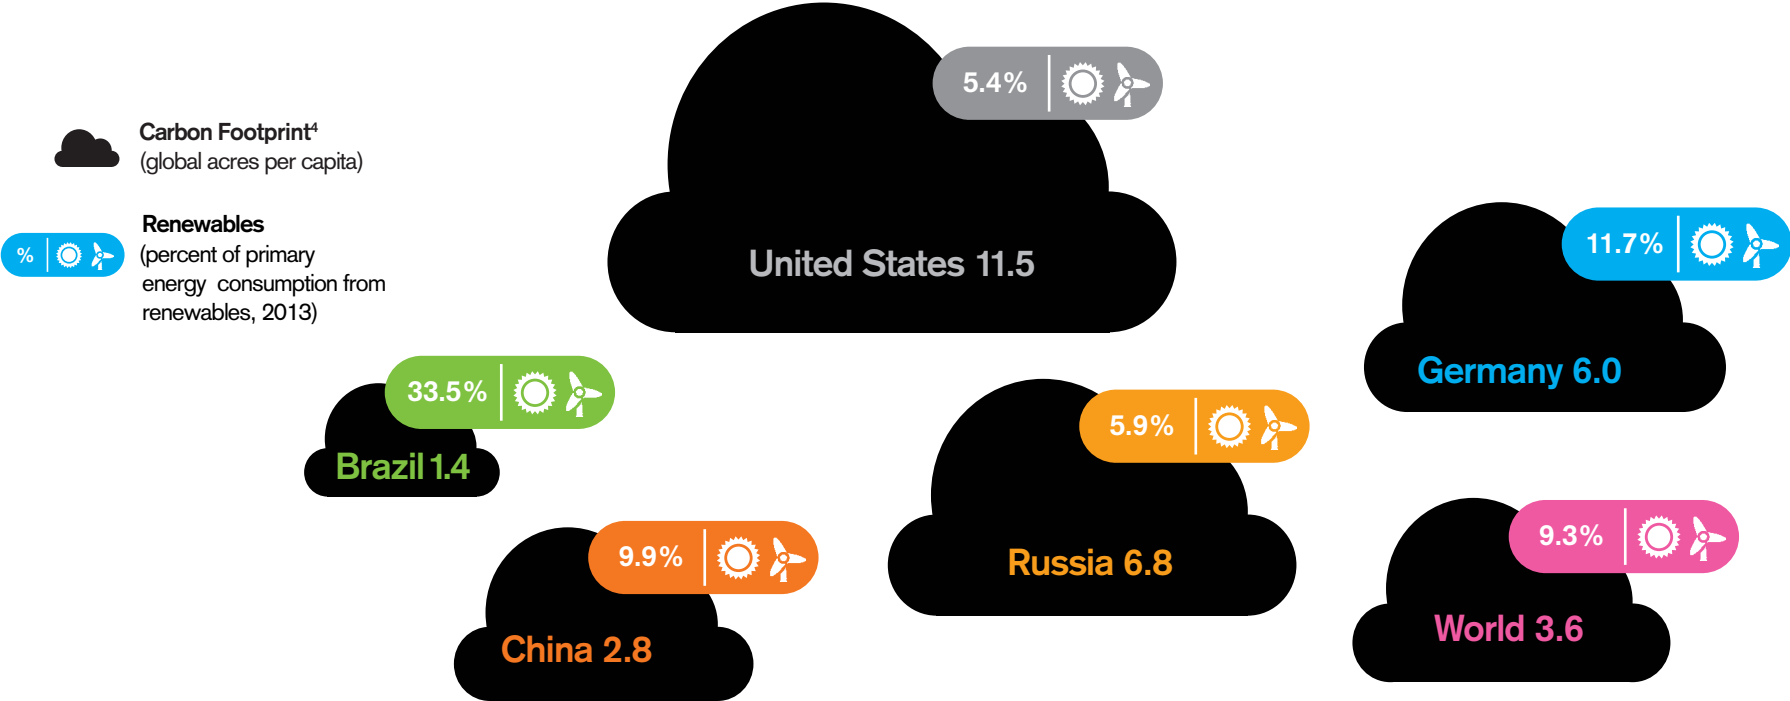 Carbon Footprint⁴
(global acres per capita)
%
Renewables
(percent of primary
energy consumption from
renewables, 2013)
5.4%
United States 11.5
11.7%
Germany 6.0
33.5%
Brazil 1.4
5.9%
Russia 6.8
9.9%
China 2.8
9.3%
World 3.6